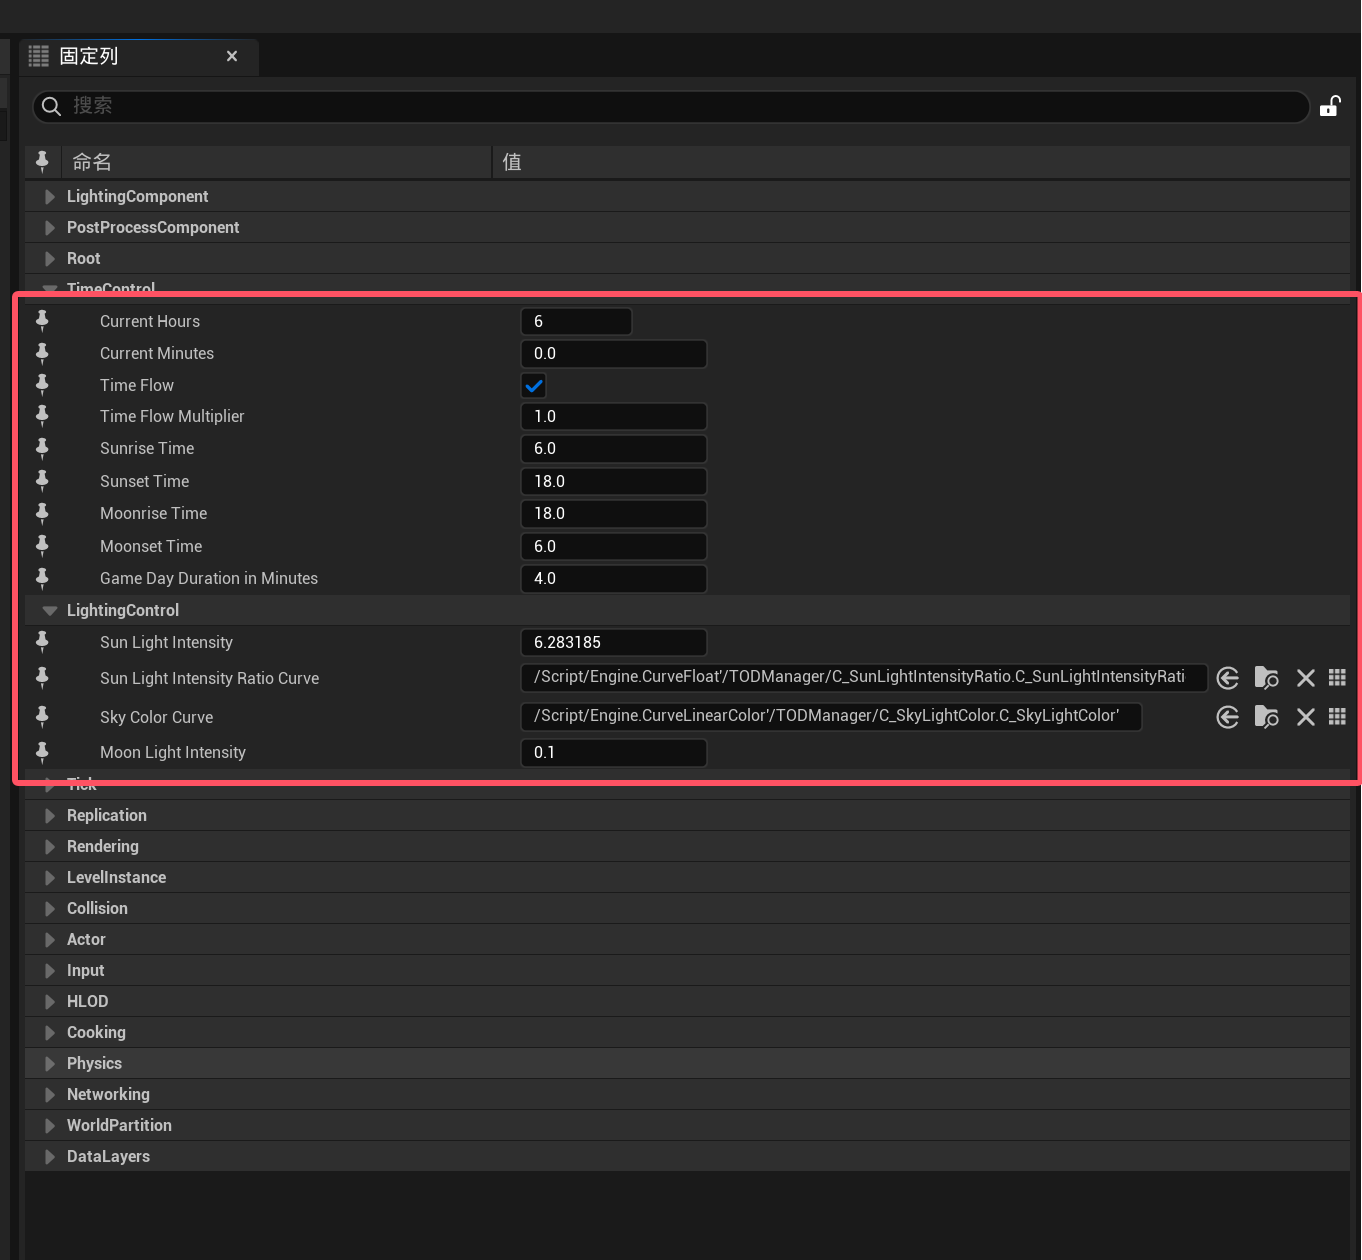 固定列
搜索
命名 值
LightingComponent
PostProcessComponent
Root
TimeControl
Current Hours 6
Current Minutes 0.0
Time Flow
Time Flow Multiplier 1.0
Sunrise Time 6.0
Sunset Time 18.0
Moonrise Time 18.0
Moonset Time 6.0
Game Day Duration in Minutes 4.0
LightingControl
Sun Light Intensity 6.283185
Sun Light Intensity Ratio Curve /Script/Engine.CurveFloat'/TODManager/C_SunLightIntensityRatio.C_SunLightIntensityRati
Sky Color Curve /Script/Engine.CurveLinearColor'/TODManager/C_SkyLightColor.C_SkyLightColor'
Moon Light Intensity 0.1
Tick
Replication
Rendering
LevelInstance
Collision
Actor
Input
HLOD
Cooking
Physics
Networking
WorldPartition
DataLayers